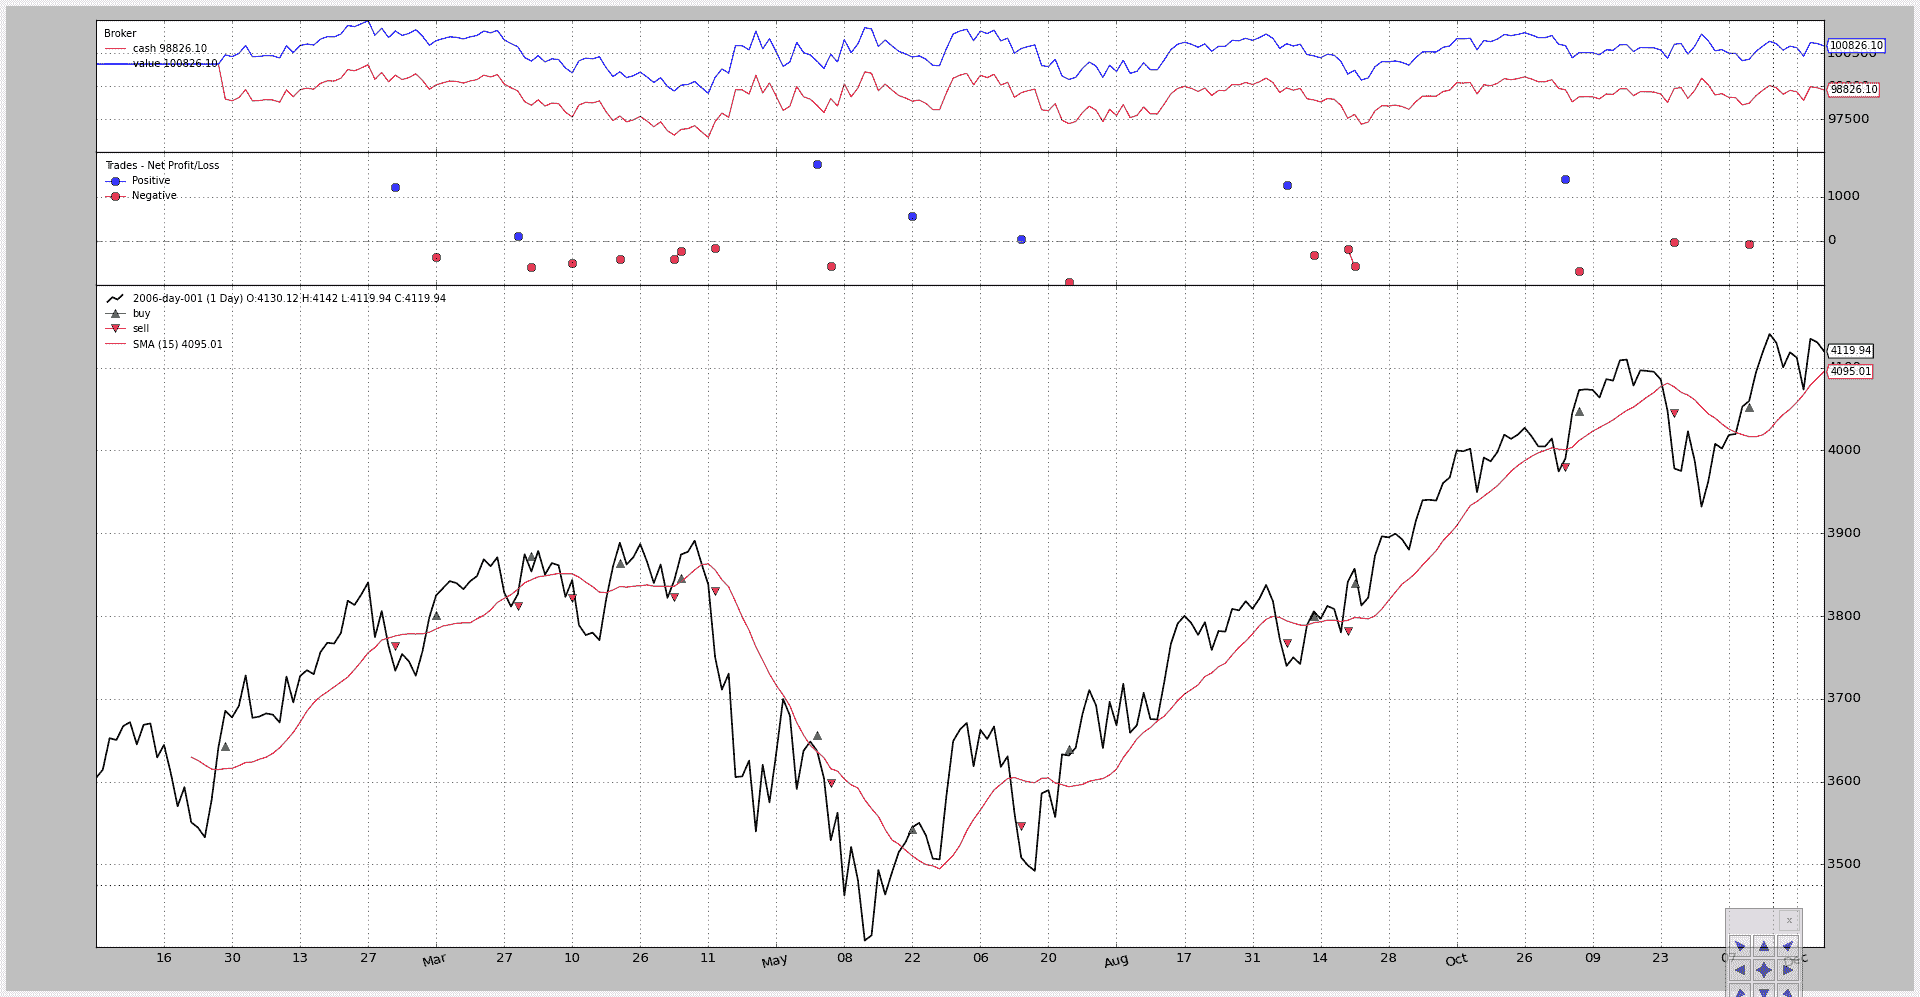 Broker
cash 98826.10
value 100826.10
100826.10
98826.10
97500
Trades - Net Profit/Loss
Positive
Negative
1000
0
2006-day-001 (1 Day) O:4130.12 H:4142 L:4119.94 C:4119.94
buy
sell
SMA (15) 4095.01
4119.94
4095.01
4000
3900
3800
3700
3600
3500
x
16 30 13 27 Mar 27 10 26 11 May 08 22 06 20 Aug 17 31 14 28 Oct 26 09 23 07 Dec